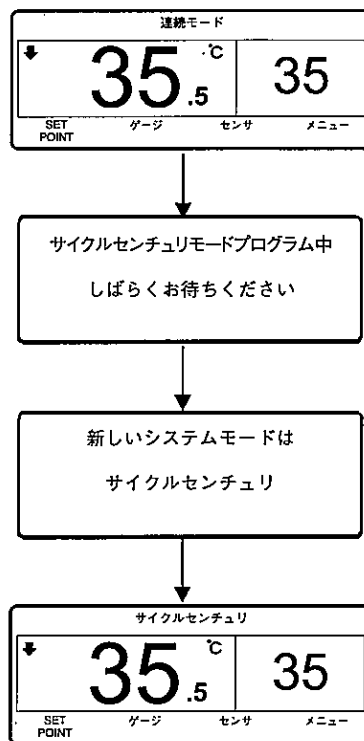 連続モード
35.5 ℃ 35
SET POINT ゲージ センサ メニュー
サイクルセンチュリモードプログラム中
しばらくお待ちください
新しいシステムモードは
サイクルセンチュリ
サイクルセンチュリ
35.5 ℃ 35
SET POINT ゲージ センサ メニュー